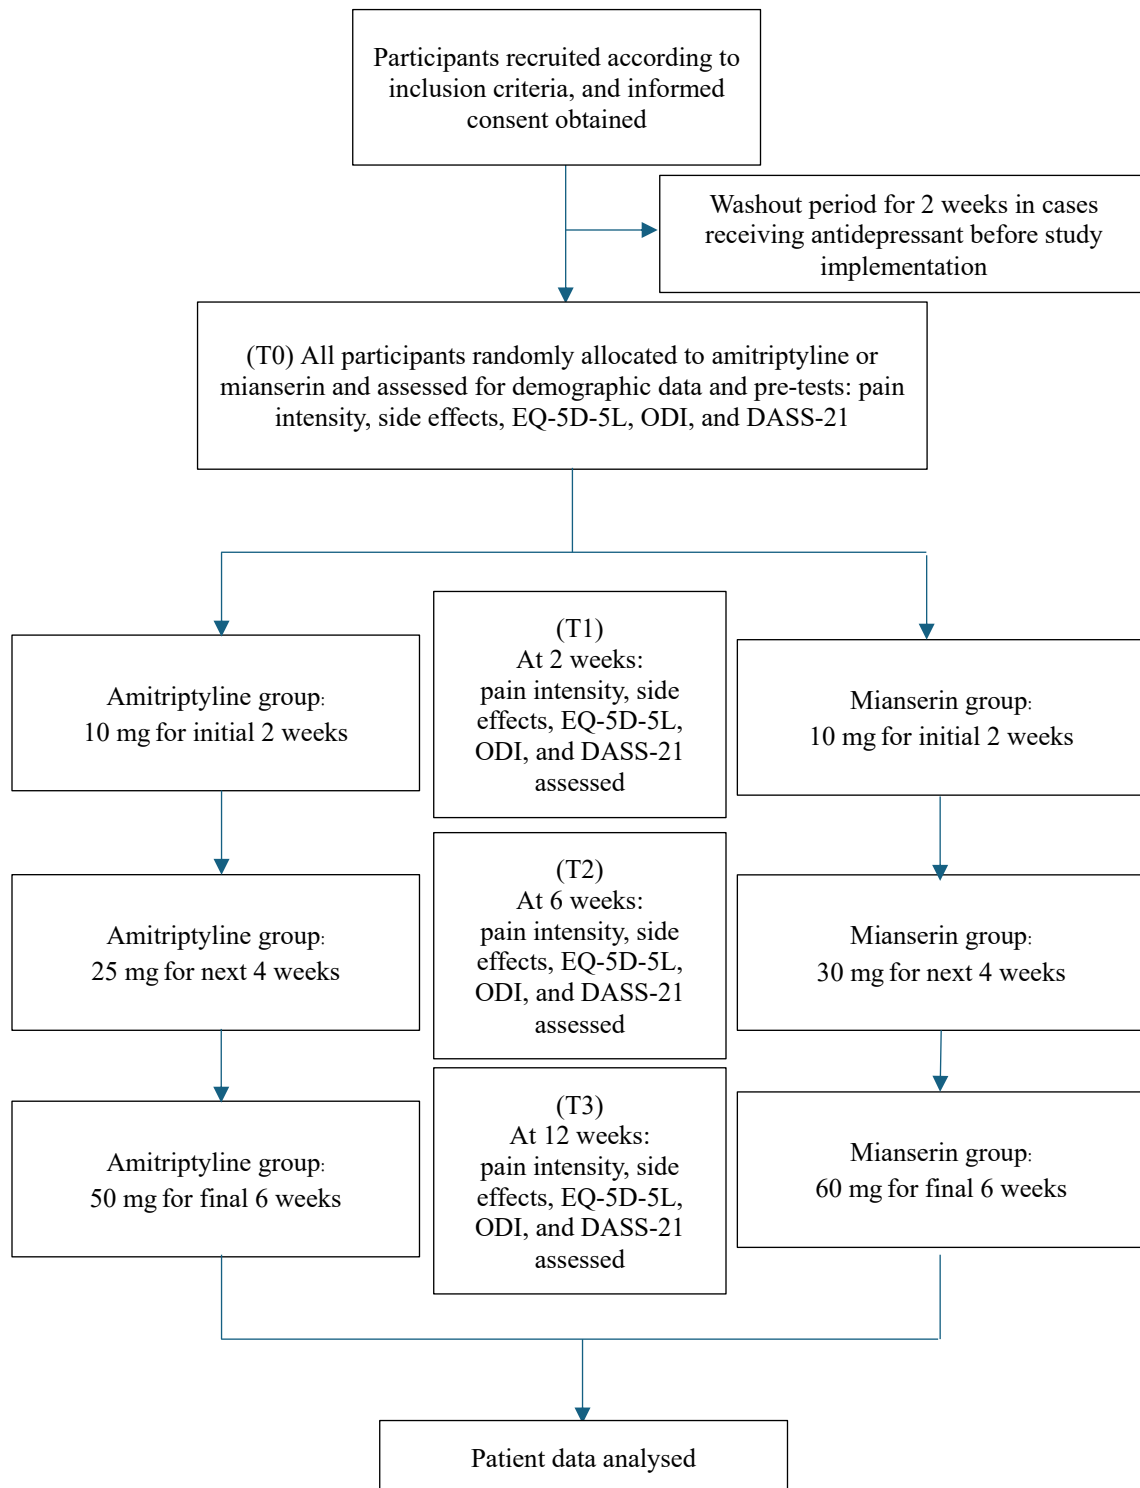 Participants recruited according to
inclusion criteria, and informed
consent obtained
Washout period for 2 weeks in cases
receiving antidepressant before study
implementation
(T0) All participants randomly allocated to amitriptyline or
mianserin and assessed for demographic data and pre-tests: pain
intensity, side effects, EQ-5D-5L, ODI, and DASS-21
Amitriptyline group:
10 mg for initial 2 weeks
(T1)
At 2 weeks:
pain intensity, side
effects, EQ-5D-5L,
ODI, and DASS-21
assessed
Mianserin group:
10 mg for initial 2 weeks
Amitriptyline group:
25 mg for next 4 weeks
(T2)
At 6 weeks:
pain intensity, side
effects, EQ-5D-5L,
ODI, and DASS-21
assessed
Mianserin group:
30 mg for next 4 weeks
Amitriptyline group:
50 mg for final 6 weeks
(T3)
At 12 weeks:
pain intensity, side
effects, EQ-5D-5L,
ODI, and DASS-21
assessed
Mianserin group:
60 mg for final 6 weeks
Patient data analysed